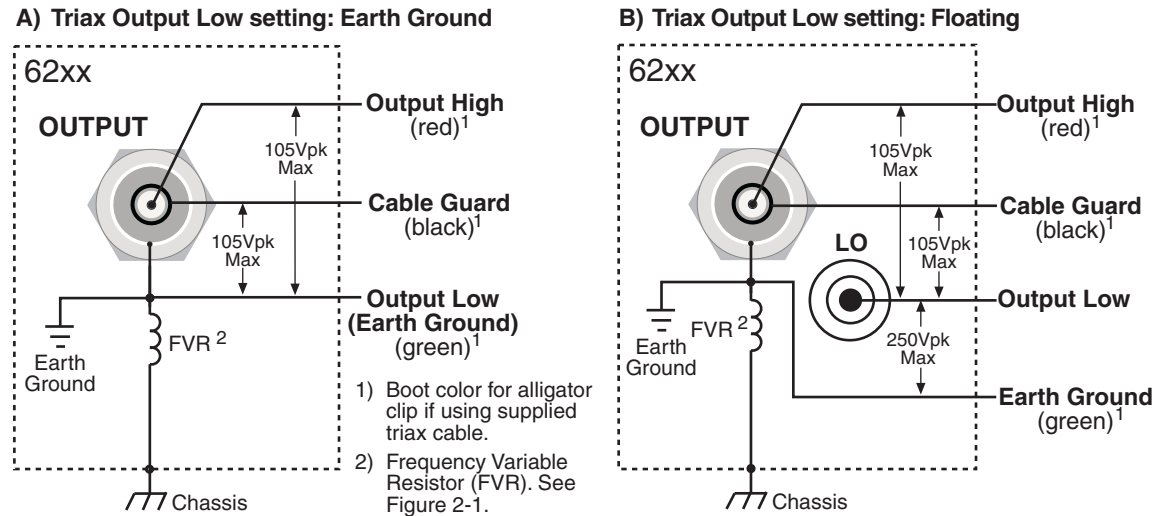 A) Triax Output Low setting: Earth Ground
62xx
OUTPUT
Output High
(red)1
105Vpk
Max
Cable Guard
(black)1
105Vpk
Max
Output Low
(Earth Ground)
(green)1
Earth
Ground
FVR 2
1) Boot color for alligator
clip if using supplied
triax cable.
2) Frequency Variable
Resistor (FVR). See
Figure 2-1.
Chassis
B) Triax Output Low setting: Floating
62xx
OUTPUT
Output High
(red)1
105Vpk
Max
Cable Guard
(black)1
105Vpk
Max
LO
Output Low
Earth
Ground
FVR 2
250Vpk
Max
Earth Ground
(green)1
Chassis